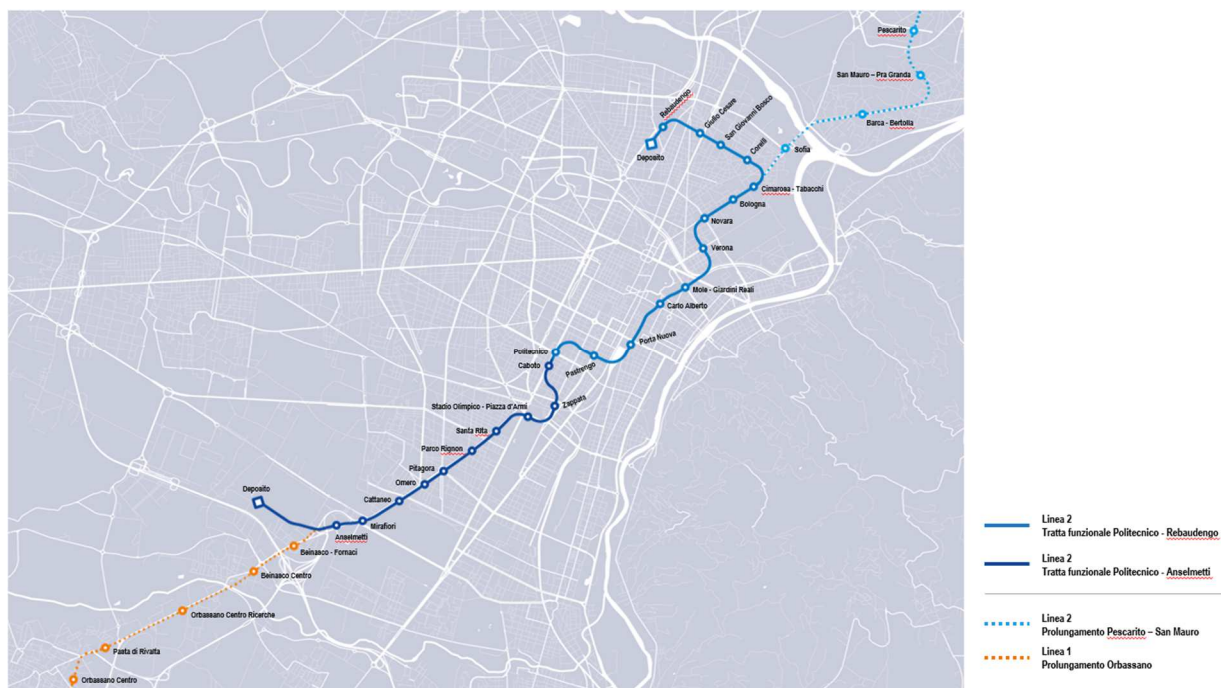 Pescarito
San Mauro – Pra Granda
Barca - Bertolla
Sofia
Rebaudengo
Giulio Cesare
San Giovanni Bosco
Corelli
Deposito
Cimarosa - Tabacchi
Bologna
Novara
Verona
Mole - Giardini Reali
Carlo Alberto
Porta Nuova
Politecnico
Pastrengo
Caboto
Zappata
Stadio Olimpico - Piazza d'Armi
Santa Rita
Parco Rignon
Pitagora
Omero
Cattaneo
Deposito
Mirafiori
Anselmetti
Beinasco - Fornaci
Beinasco Centro
Orbassano Centro Ricerche
Pasta di Rivalta
Orbassano Centro
Linea 2
Tratta funzionale Politecnico - Rebaudengo
Linea 2
Tratta funzionale Politecnico - Anselmetti
Linea 2
Prolungamento Pescarito – San Mauro
Linea 1
Prolungamento Orbassano